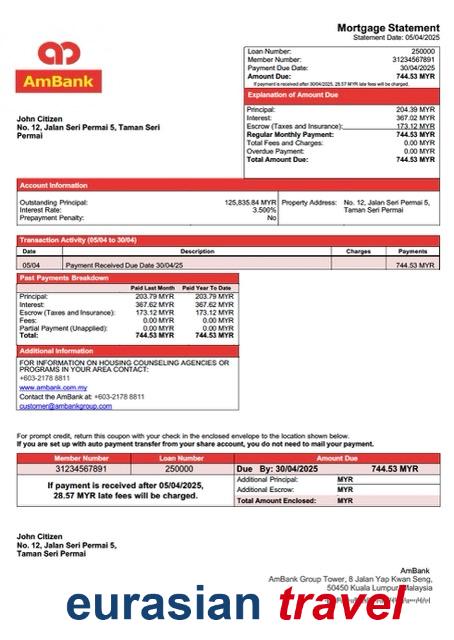 Mortgage Statement
Statement Date: 05/04/2025
AmBank
Loan Number: 250000
Member Number: 31234567891
Payment Due Date: 30/04/2025
Amount Due: 744.53 MYR
If payment is received after 30/04/2025, 28.57 MYR late fees will be charged.
Explanation of Amount Due
Principal: 204.39 MYR
Interest: 367.02 MYR
Escrow (Taxes and Insurance): 173.12 MYR
Regular Monthly Payment: 744.53 MYR
Total Fees and Charges: 0.00 MYR
Overdue Payment: 0.00 MYR
Total Amount Due: 744.53 MYR
John Citizen
No. 12, Jalan Seri Permai 5, Taman Seri
Permai
Account Information
Outstanding Principal: 125,835.84 MYR
Interest Rate: 3.500%
Prepayment Penalty: No
Property Address: No. 12, Jalan Seri Permai 5,
Taman Seri Permai
Transaction Activity (05/04 to 30/04)
Date Description Charges Payments
05/04 Payment Received Due Date 30/04/25 744.53 MYR
Past Payments Breakdown
Paid Last Month Paid Year To Date
Principal: 203.79 MYR 203.79 MYR
Interest: 367.62 MYR 367.62 MYR
Escrow (Taxes and Insurance): 173.12 MYR 173.12 MYR
Fees: 0.00 MYR 0.00 MYR
Partial Payment (Unapplied): 0.00 MYR 0.00 MYR
Total: 744.53 MYR 744.53 MYR
Additional Information
FOR INFORMATION ON HOUSING COUNSELING AGENCIES OR
PROGRAMS IN YOUR AREA CONTACT:
+603-2178 8811
www.ambank.com.my
Contact the AmBank at: +603-2178 8811
customer@ambankgroup.com
For prompt credit, return this coupon with your check in the enclosed envelope to the location shown below.
If you are set up with auto payment transfer from your share account, you do not need to mail your payment.
Member Number Loan Number Amount Due
31234567891 250000 Due By: 30/04/2025 744.53 MYR
If payment is received after 05/04/2025,
28.57 MYR late fees will be charged.
Additional Principal: MYR
Additional Escrow: MYR
Total Amount Enclosed: MYR
John Citizen
No. 12, Jalan Seri Permai 5,
Taman Seri Permai
AmBank
AmBank Group Tower, 8 Jalan Yap Kwan Seng,
50450 Kuala Lumpur, Malaysia
eurasian travel